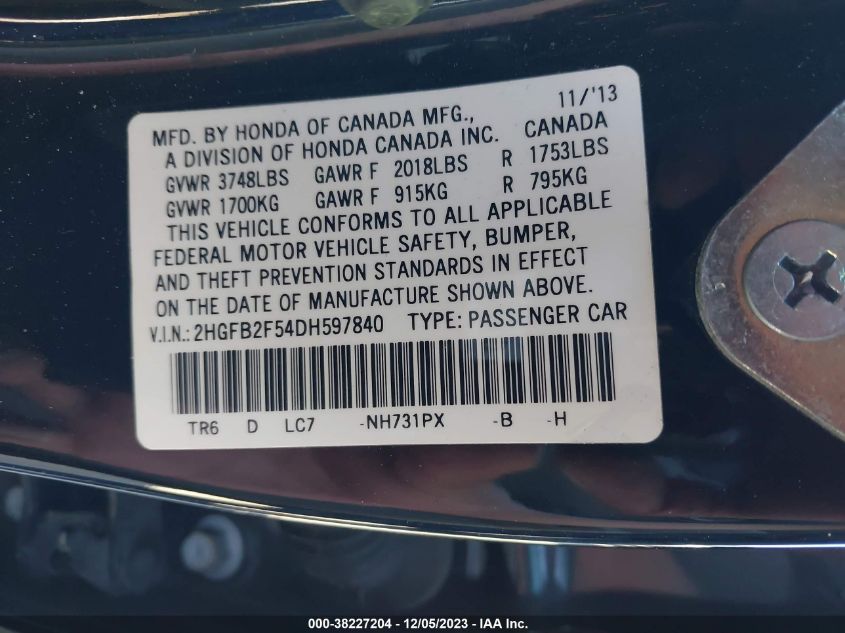 11/'13
MFD. BY HONDA OF CANADA MFG.,
A DIVISION OF HONDA CANADA INC. CANADA
GVWR 3748LBS GAWR F 2018LBS R 1753LBS
GVWR 1700KG GAWR F 915KG R 795KG
THIS VEHICLE CONFORMS TO ALL APPLICABLE
FEDERAL MOTOR VEHICLE SAFETY, BUMPER,
AND THEFT PREVENTION STANDARDS IN EFFECT
ON THE DATE OF MANUFACTURE SHOWN ABOVE.
V.I.N.: 2HGFB2F54DH597840 TYPE: PASSENGER CAR
TR6 D LC7 -NH731PX -B -H
000-38227204 - 12/05/2023 - IAA Inc.